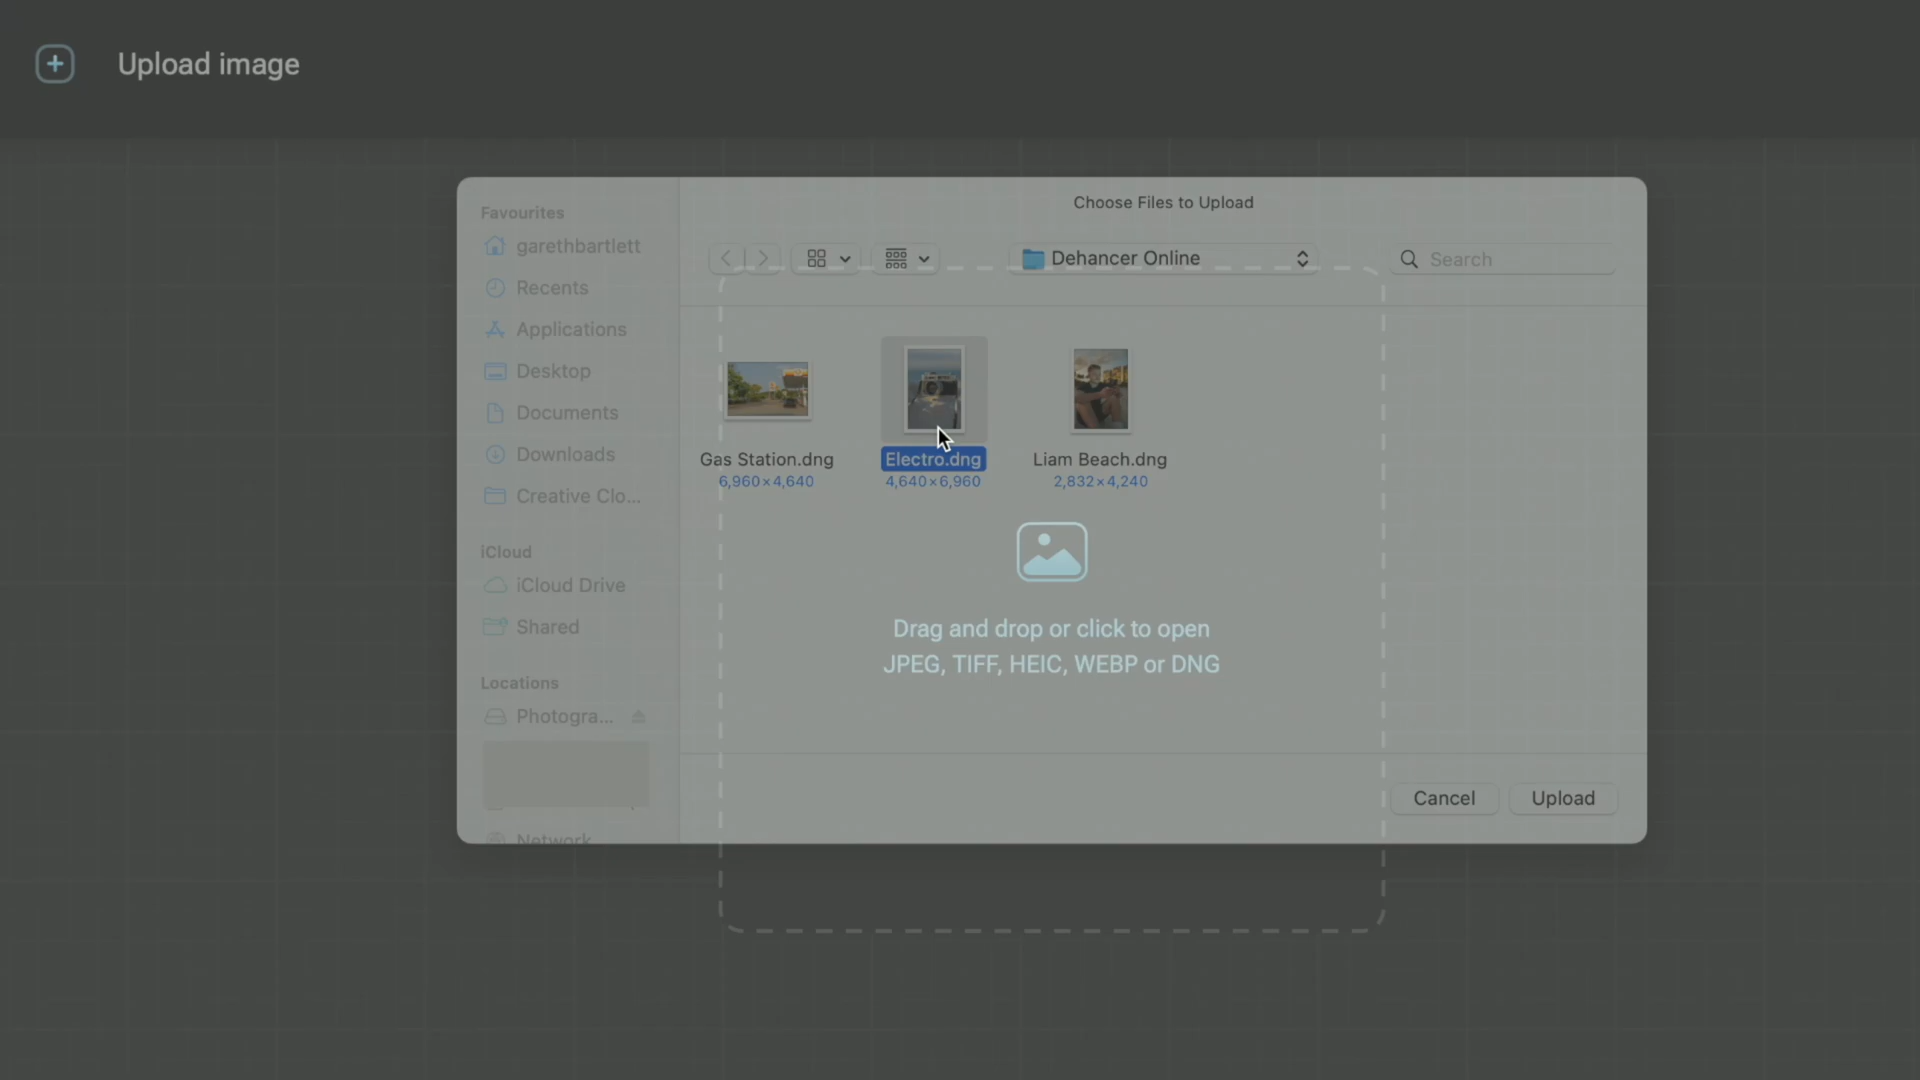 Upload image
Choose Files to Upload
Favourites
garethbartlett
Recents
Applications
Desktop
Documents
Downloads
Creative Clo...
iCloud
iCloud Drive
Shared
Locations
Photogra...
Network
Dehancer Online
Search
Gas Station.dng
6,960×4,640
Electro.dng
4,640×6,960
Liam Beach.dng
2,832×4,240
Drag and drop or click to open
JPEG, TIFF, HEIC, WEBP or DNG
Cancel
Upload